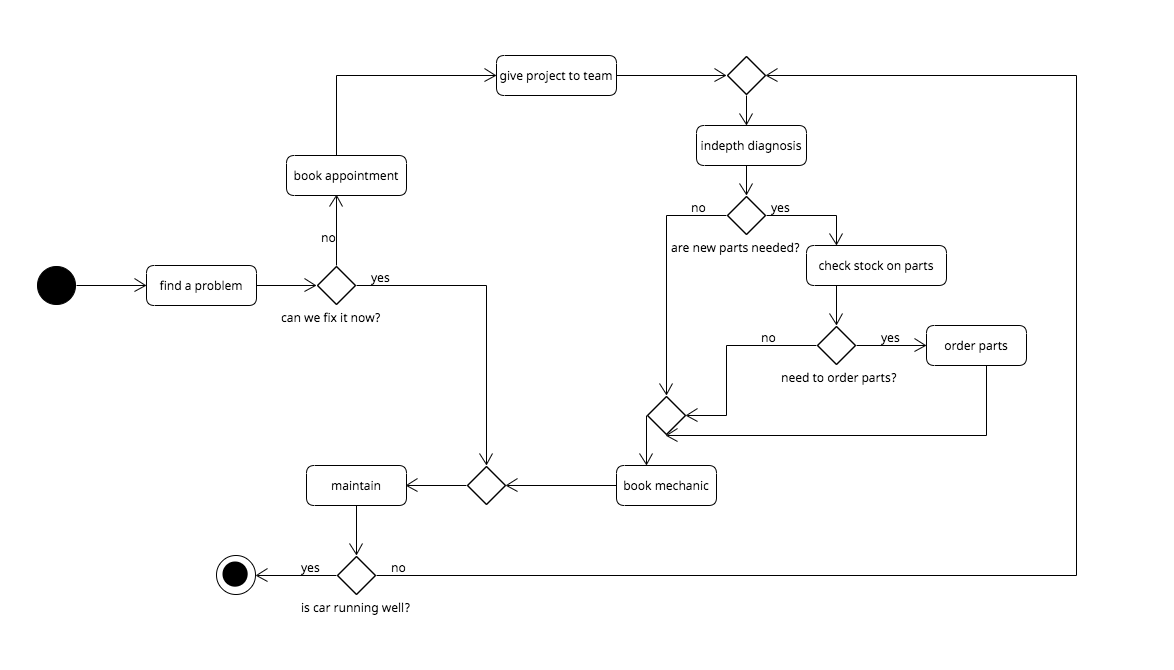 give project to team
indepth diagnosis
book appointment
no
yes
are new parts needed?
no
check stock on parts
find a problem
yes
can we fix it now?
no
yes
order parts
need to order parts?
maintain
book mechanic
yes
no
is car running well?